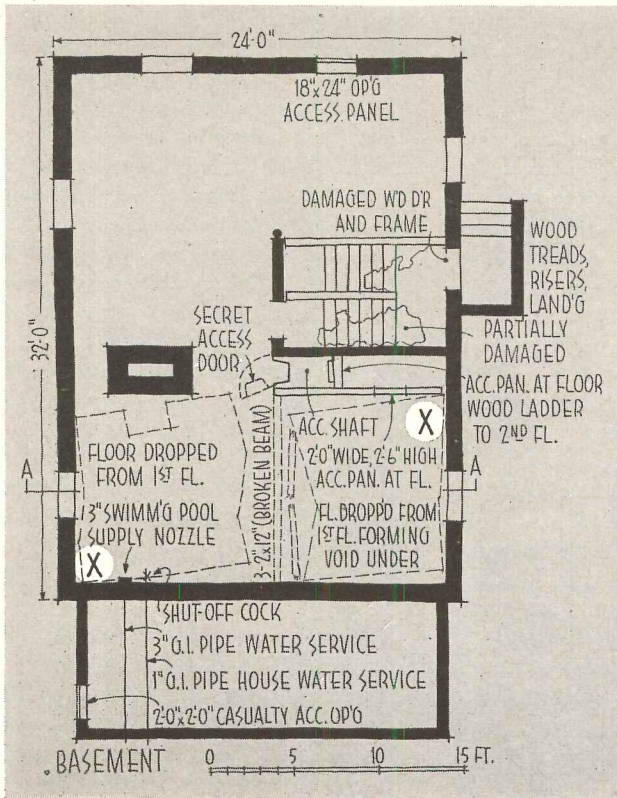 24'-0"
18"x 24" OP'G
ACCESS PANEL
DAMAGED W'D D'R
AND FRAME
WOOD
TREADS,
RISERS,
LAND'G
32'-0"
SECRET
ACCESS
DOOR
PARTIALLY
DAMAGED
ACC. PAN. AT FLOOR
WOOD LADDER
TO 2ND FL.
ACC. SHAFT
X
FLOOR DROPPED
FROM 1ST FL.
3-2"x12" (BROKEN BEAM)
2'-0" WIDE, 2'-6" HIGH
ACC. PAN. AT FL.
A
A
3" SWIMM'G POOL
SUPPLY NOZZLE
FL. DROPP'D FROM
1ST FL. FORMING
VOID UNDER
X
SHUT-OFF COCK
3" G.I. PIPE WATER SERVICE
1" G.I. PIPE HOUSE WATER SERVICE
2'-0"x2'-0" CASUALTY ACC. OP'G
BASEMENT
0 5 10 15 FT.